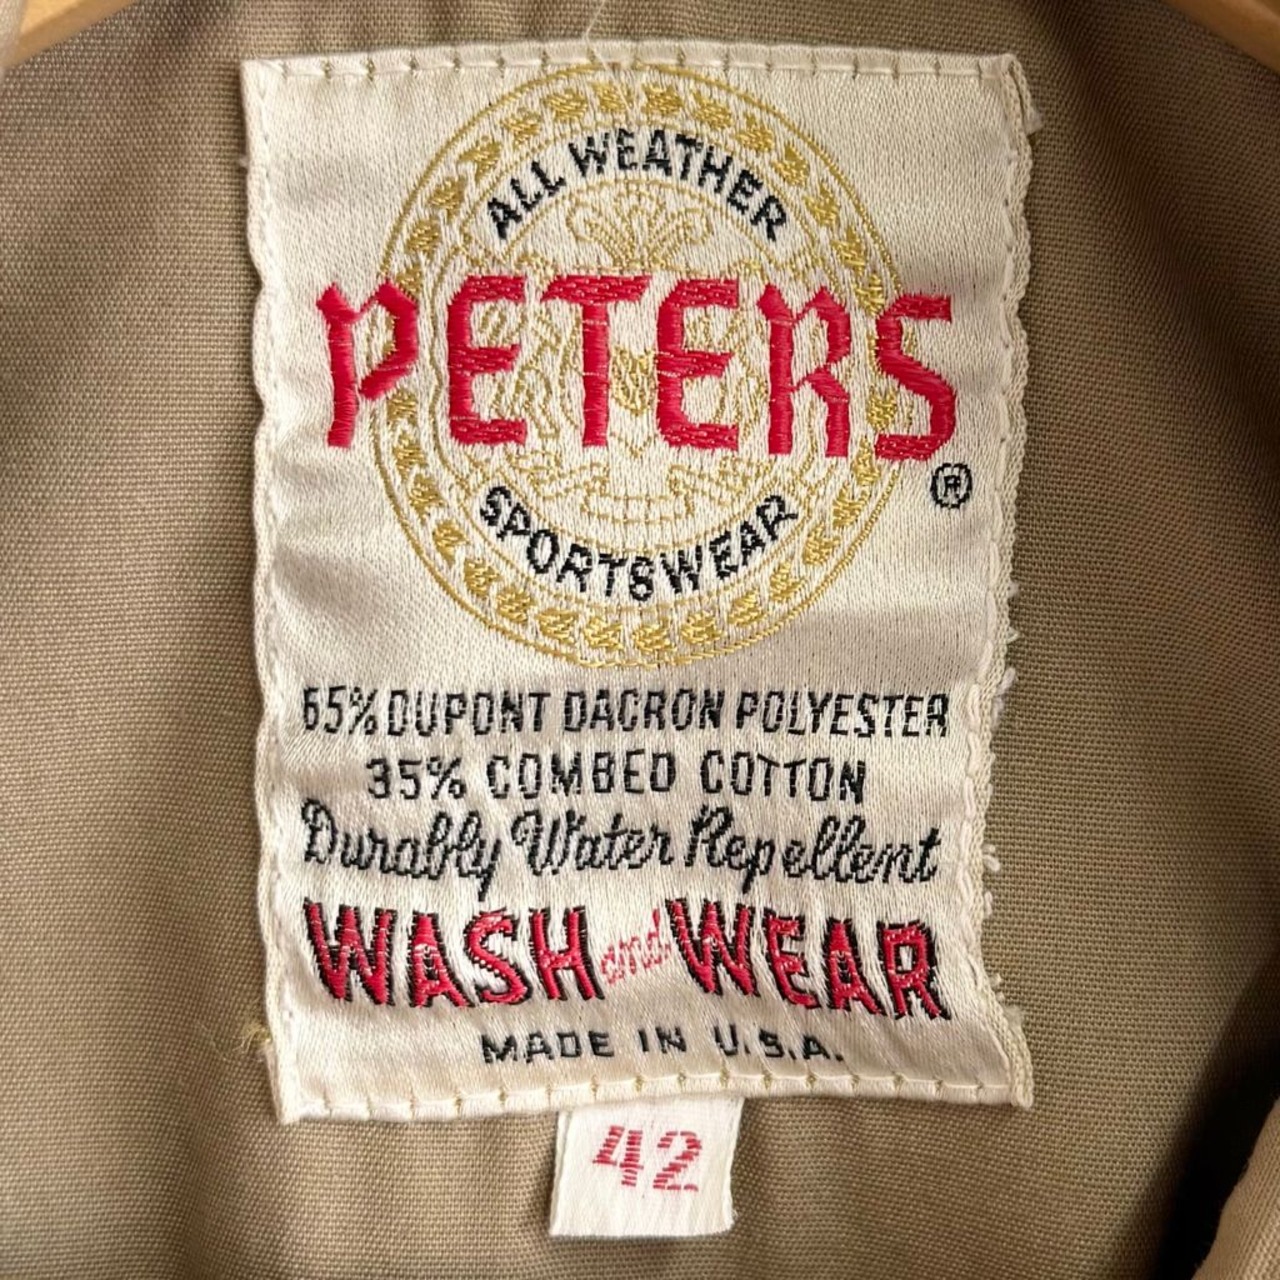 ALL WEATHER
PETERS
®
SPORTSWEAR
65% DUPONT DACRON POLYESTER
35% COMBED COTTON
Durably Water Repellent
WASH and WEAR
MADE IN U.S.A.
42